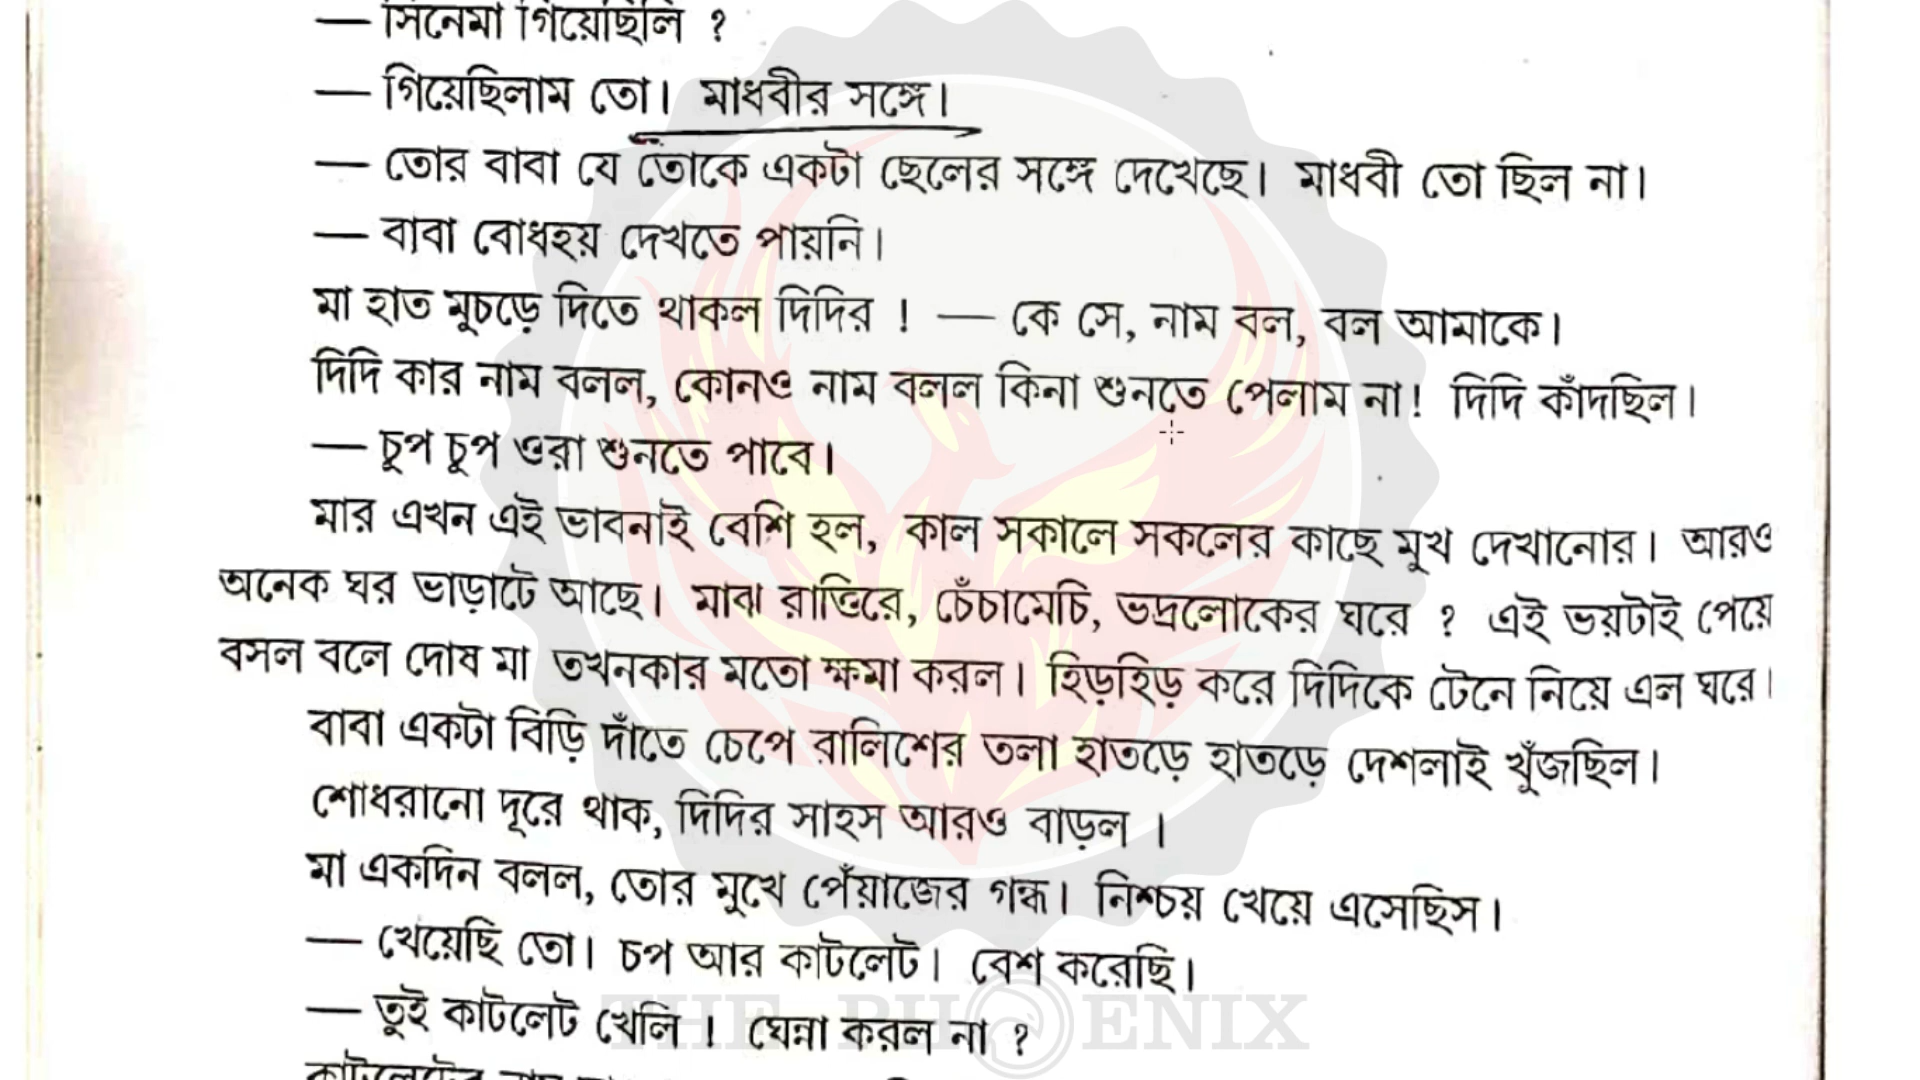 — সিনেমা গিয়েছিলি ?
— গিয়েছিলাম তো। মাধবীর সঙ্গে।
— তোর বাবা যে তোকে একটা ছেলের সঙ্গে দেখেছে। মাধবী তো ছিল না।
— বাবা বোধহয় দেখতে পায়নি।
মা হাত মুচড়ে দিতে থাকল দিদির ! — কে সে, নাম বল, বল আমাকে।
দিদি কার নাম বলল, কোনও নাম বলল কিনা শুনতে পেলাম না! দিদি কাঁদছিল।
— চুপ চুপ ওরা শুনতে পাবে।
মার এখন এই ভাবনাই বেশি হল, কাল সকালে সকলের কাছে মুখ দেখানোর। আরও
অনেক ঘর ভাড়াটে আছে। মাঝ রাত্তিরে, চেঁচামেচি, ভদ্রলোকের ঘরে ? এই ভয়টাই পেয়ে
বসল বলে দোষ মা তখনকার মতো ক্ষমা করল। হিড়হিড় করে দিদিকে টেনে নিয়ে এল ঘরে।
বাবা একটা বিড়ি দাঁতে চেপে বালিশের তলা হাতড়ে হাতড়ে দেশলাই খুঁজছিল।
শোধরানো দূরে থাক, দিদির সাহস আরও বাড়ল ।
মা একদিন বলল, তোর মুখে পেঁয়াজের গন্ধ। নিশ্চয় খেয়ে এসেছিস।
— খেয়েছি তো। চপ আর কাটলেট। বেশ করেছি।
— তুই কাটলেট খেলি ! ঘেন্না করল না ?
THE PHOENIX